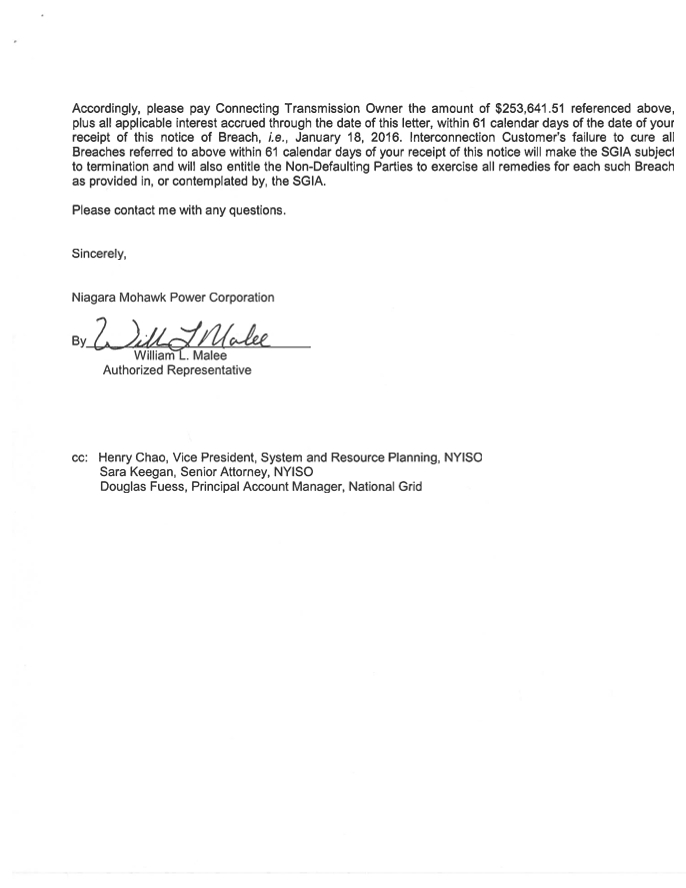 Accordingly, please pay Connecting Transmission Owner the amount of $253,641.51 referenced above,
plus all applicable interest accrued through the date of this letter, within 61 calendar days of the date of your
receipt of this notice of Breach, i.e., January 18, 2016. Interconnection Customer's failure to cure all
Breaches referred to above within 61 calendar days of your receipt of this notice will make the SGIA subject
to termination and will also entitle the Non-Defaulting Parties to exercise all remedies for each such Breach
as provided in, or contemplated by, the SGIA.
Please contact me with any questions.
Sincerely,
Niagara Mohawk Power Corporation
By Will L Malee
William L. Malee
Authorized Representative
cc: Henry Chao, Vice President, System and Resource Planning, NYISO
Sara Keegan, Senior Attorney, NYISO
Douglas Fuess, Principal Account Manager, National Grid